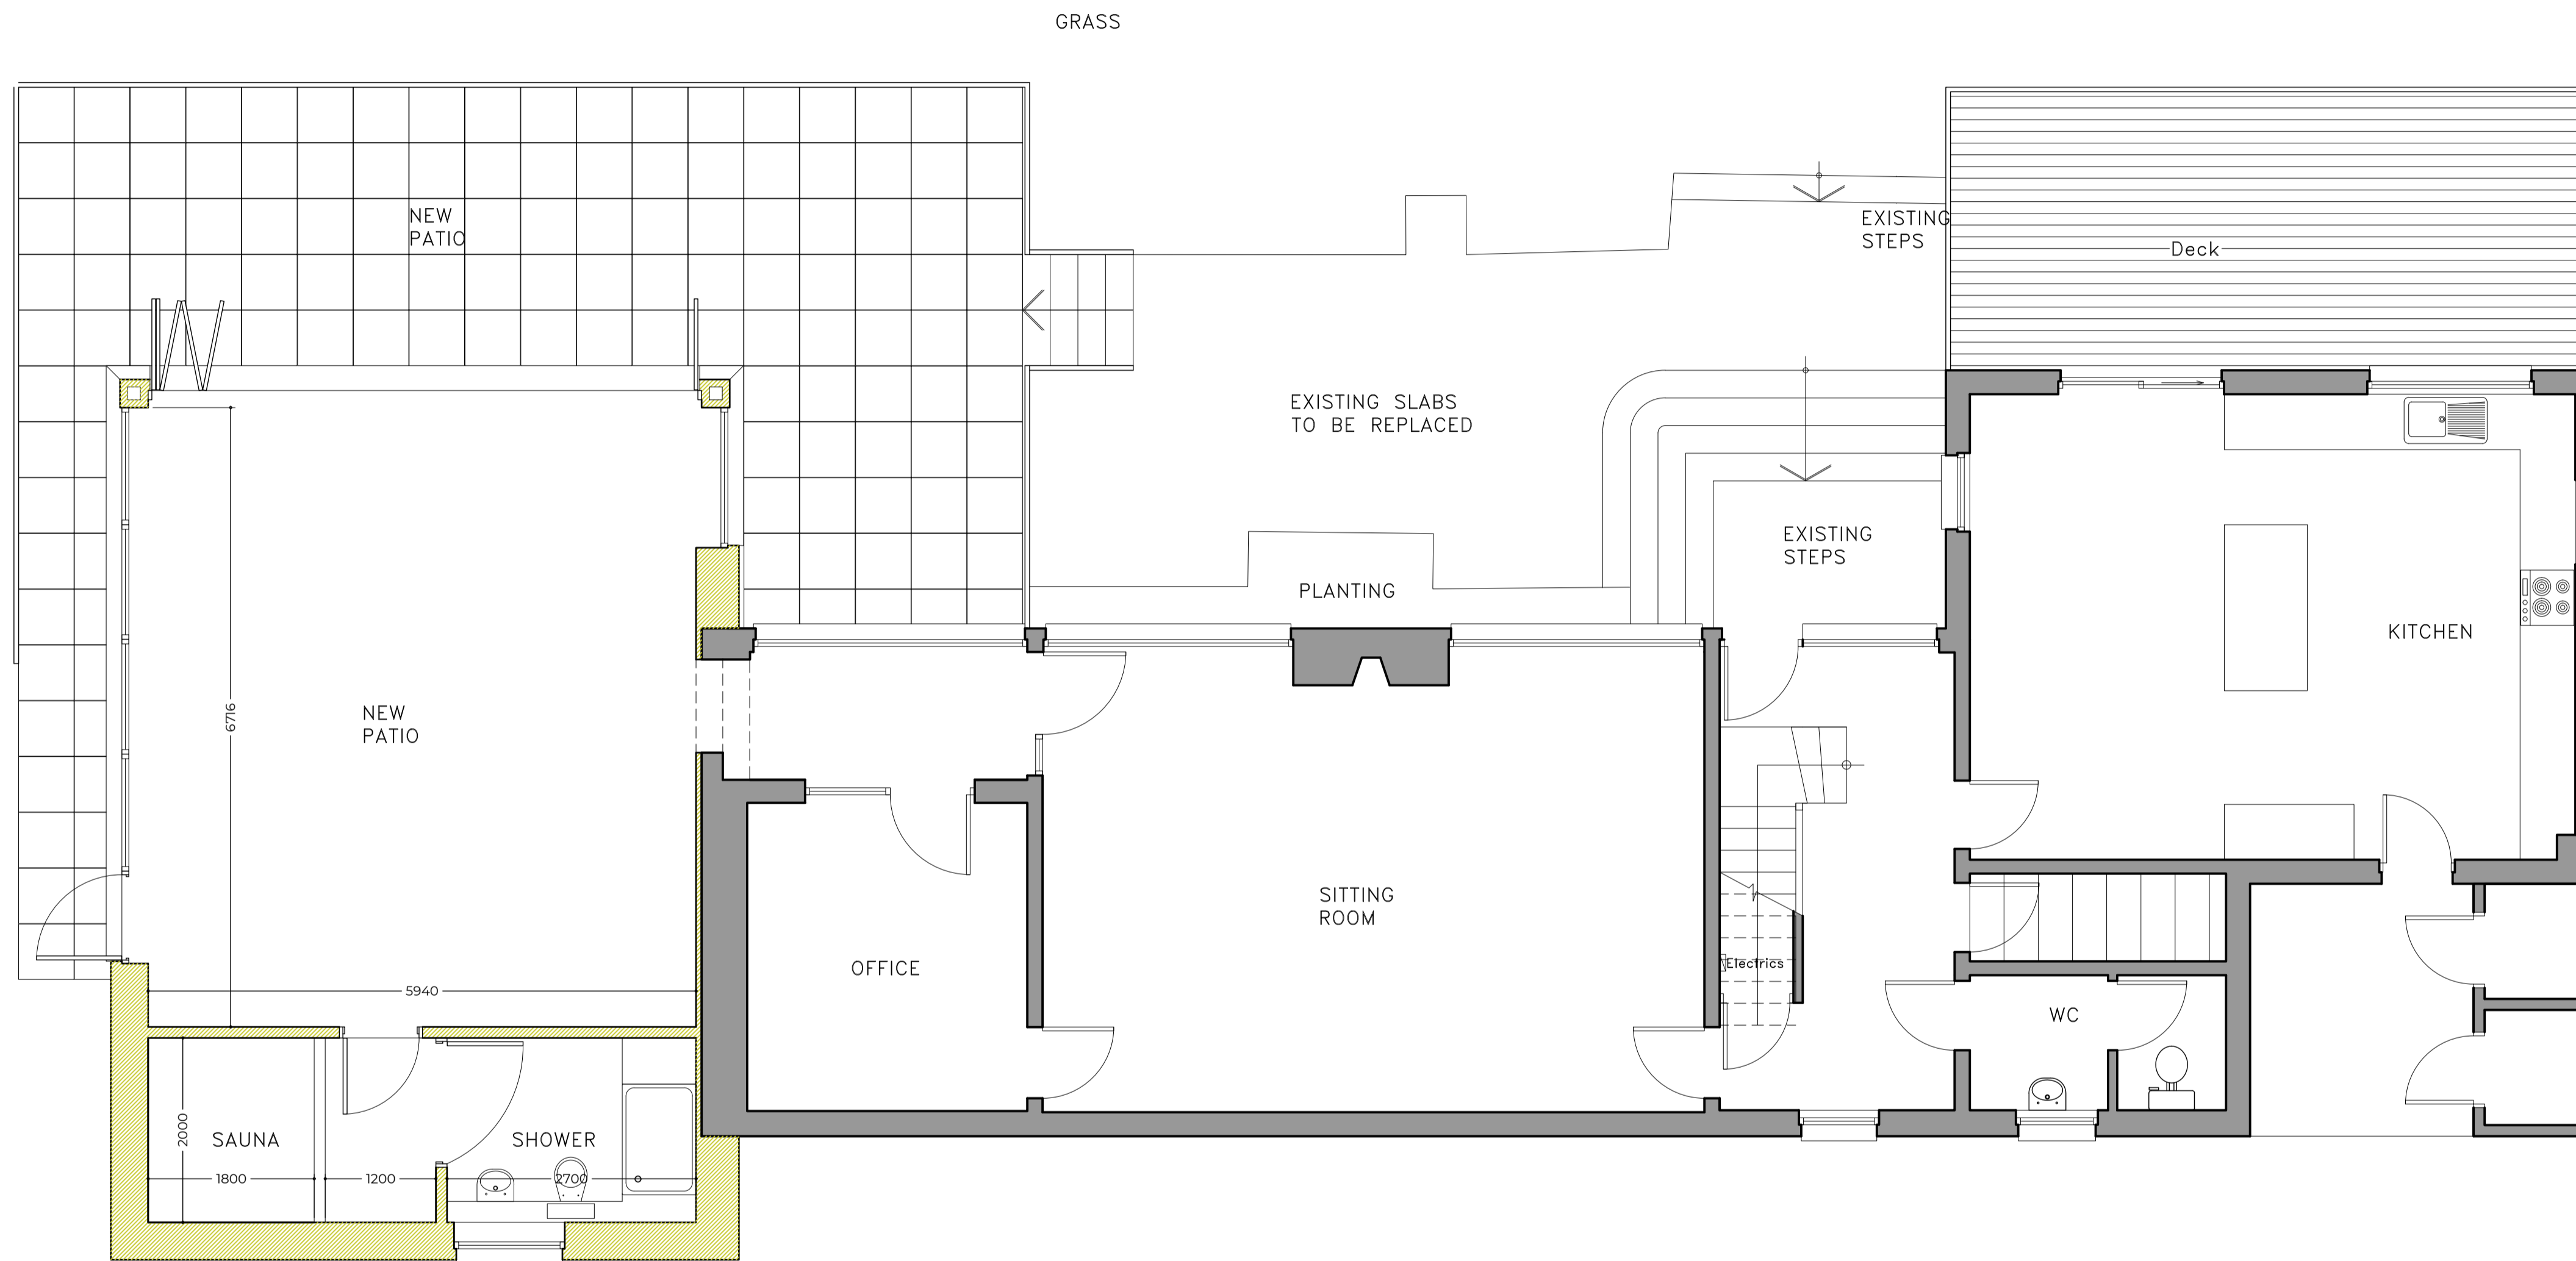 GRASS
NEW
PATIO
EXISTING
STEPS
Deck
EXISTING SLABS
TO BE REPLACED
EXISTING
STEPS
PLANTING
KITCHEN
NEW
PATIO
6716
SITTING
ROOM
OFFICE
Electrics
5940
WC
2000
SAUNA
SHOWER
1800
1200
2700